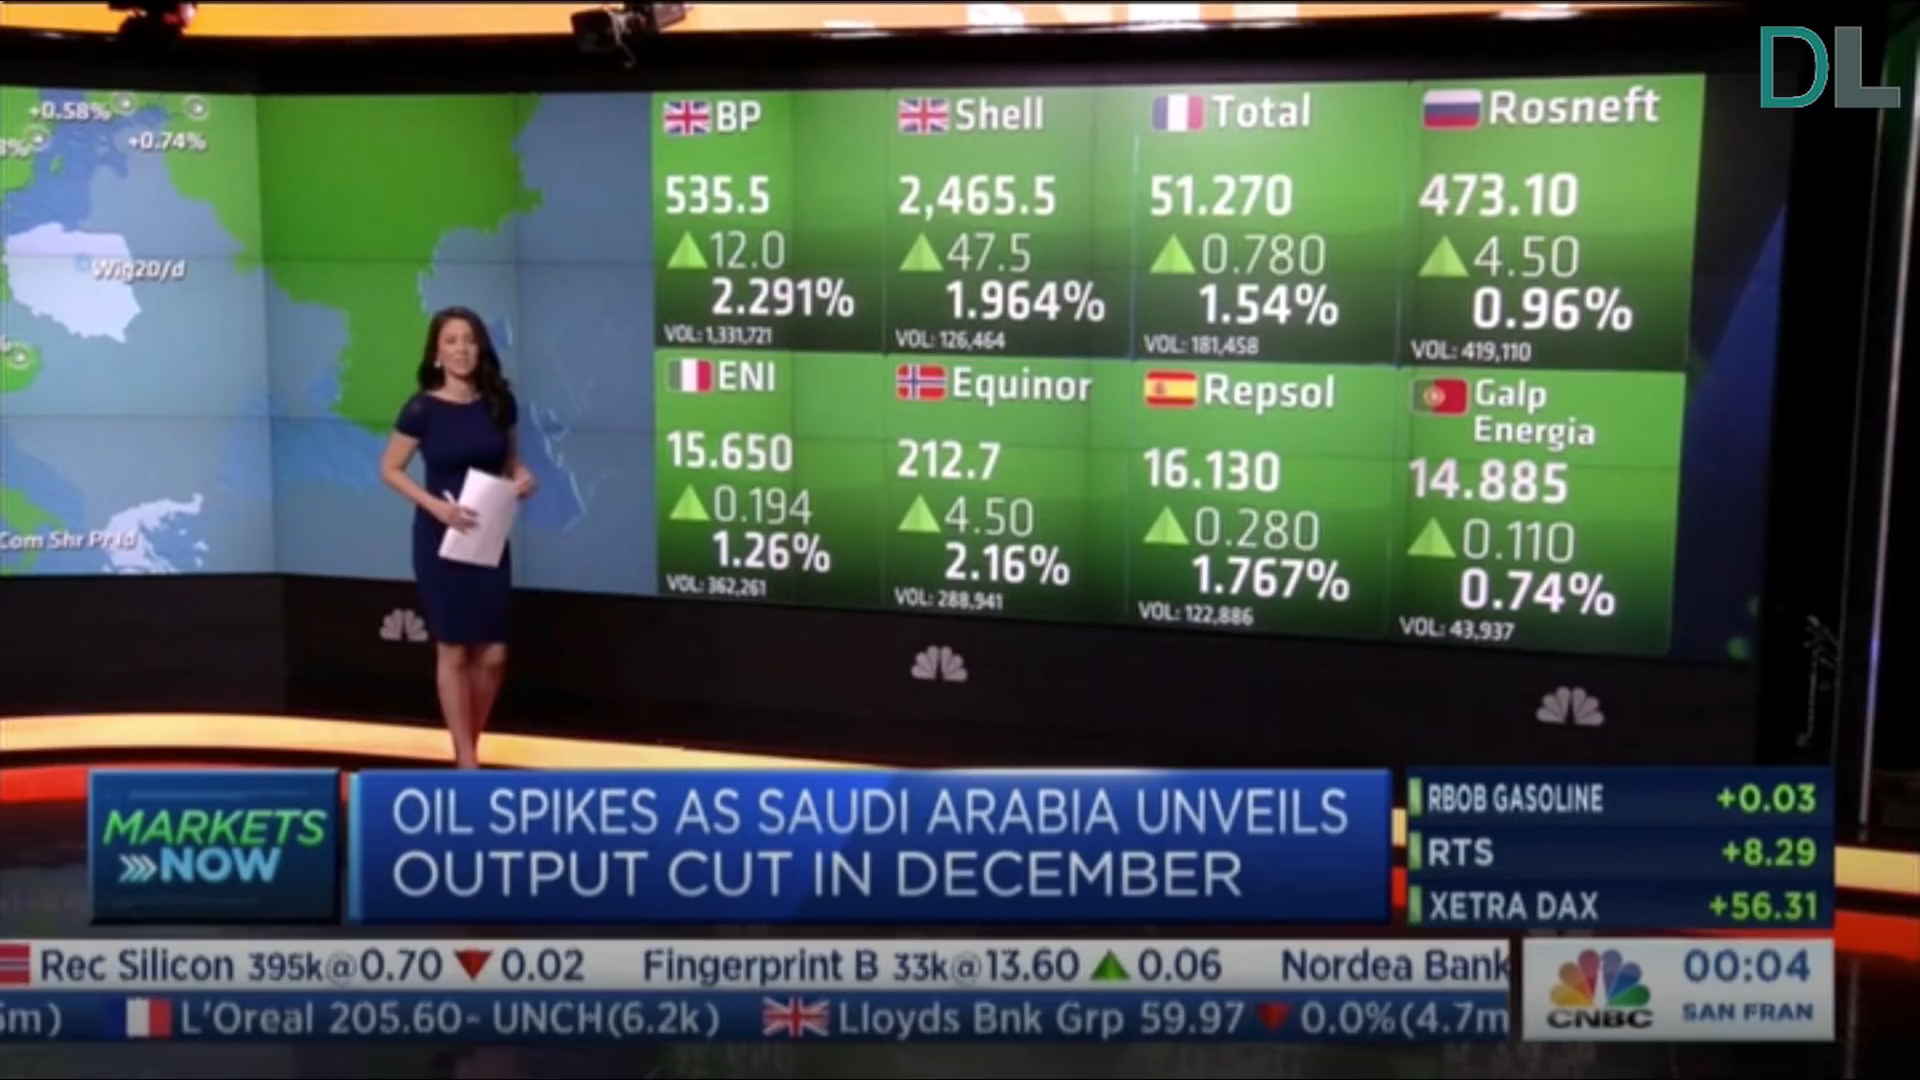 DL
+0.58%
+0.74%
Wig20/d
Com Shr Pr/d
BP
535.5
12.0
2.291%
VOL: 1,331,721
Shell
2,465.5
47.5
1.964%
VOL: 126,464
Total
51.270
0.780
1.54%
VOL: 181,458
Rosneft
473.10
4.50
0.96%
VOL: 419,110
ENI
15.650
0.194
1.26%
VOL: 362,261
Equinor
212.7
4.50
2.16%
VOL: 288,941
Repsol
16.130
0.280
1.767%
VOL: 122,886
Galp
Energia
14.885
0.110
0.74%
VOL: 43,937
MARKETS
NOW
OIL SPIKES AS SAUDI ARABIA UNVEILS
OUTPUT CUT IN DECEMBER
RBOB GASOLINE +0.03
RTS +8.29
XETRA DAX +56.31
Rec Silicon 395k@0.70 ▼ 0.02 Fingerprint B 33k@13.60 ▲ 0.06 Nordea Bank
5m) L'Oreal 205.60- UNCH(6.2k) Lloyds Bnk Grp 59.97 ▼ 0.0%(4.7m
CNBC
00:04
SAN FRAN